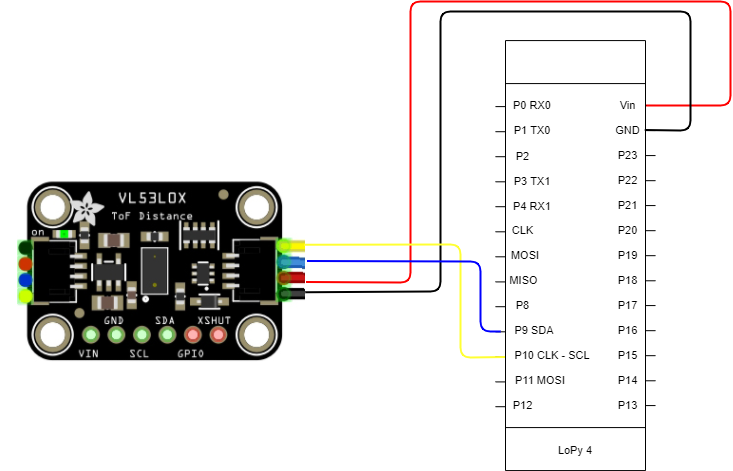 VL53L0X
ToF Distance
on
GND
SDA
XSHUT
VIN
SCL
GPIO
P0 RX0
P1 TX0
P2
P3 TX1
P4 RX1
CLK
MOSI
MISO
P8
P9 SDA
P10 CLK - SCL
P11 MOSI
P12
Vin
GND
P23
P22
P21
P20
P19
P18
P17
P16
P15
P14
P13
LoPy 4